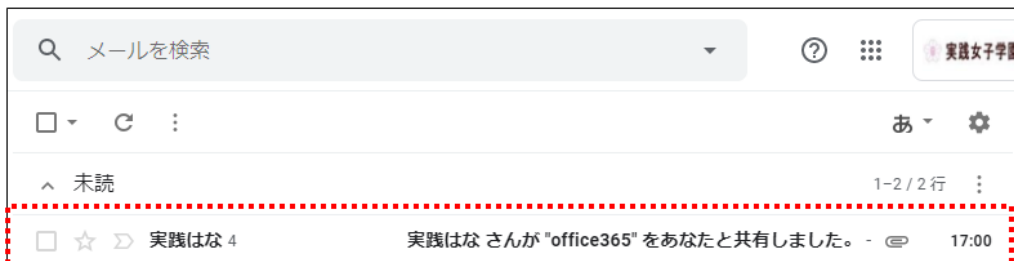 メールを検索
実践女子学園
あ
未読
1-2 / 2 行
実践はな 4 実践はな さんが "office365" をあなたと共有しました。 - 17:00